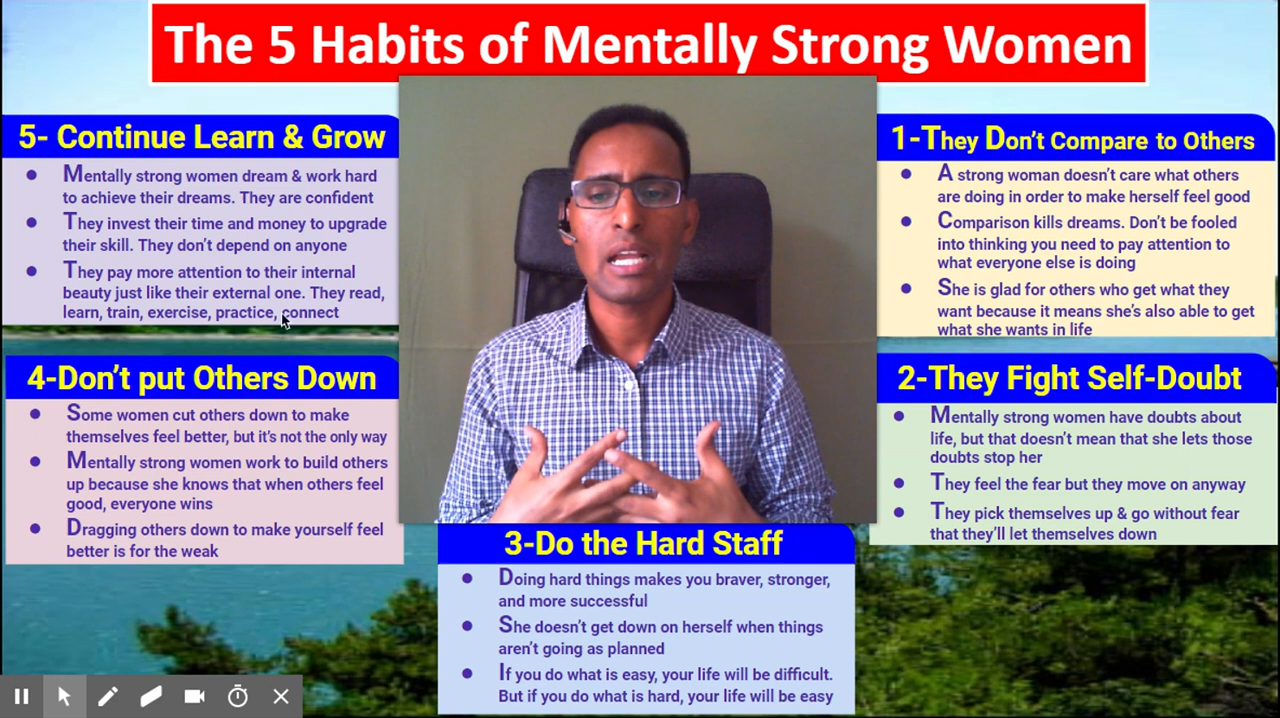 The 5 Habits of Mentally Strong Women
1-They Don't Compare to Others
A strong woman doesn't care what others
are doing in order to make herself feel good
Comparison kills dreams. Don't be fooled
into thinking you need to pay attention to
what everyone else is doing
She is glad for others who get what they
want because it means she's also able to get
what she wants in life
2-They Fight Self-Doubt
Mentally strong women have doubts about
life, but that doesn't mean that she lets those
doubts stop her
They feel the fear but they move on anyway
They pick themselves up & go without fear
that they'll let themselves down
3-Do the Hard Staff
Doing hard things makes you braver, stronger,
and more successful
She doesn't get down on herself when things
aren't going as planned
If you do what is easy, your life will be difficult.
But if you do what is hard, your life will be easy
4-Don't put Others Down
Some women cut others down to make
themselves feel better, but it's not the only way
Mentally strong women work to build others
up because she knows that when others feel
good, everyone wins
Dragging others down to make yourself feel
better is for the weak
5- Continue Learn & Grow
Mentally strong women dream & work hard
to achieve their dreams. They are confident
They invest their time and money to upgrade
their skill. They don't depend on anyone
They pay more attention to their internal
beauty just like their external one. They read,
learn, train, exercise, practice, connect